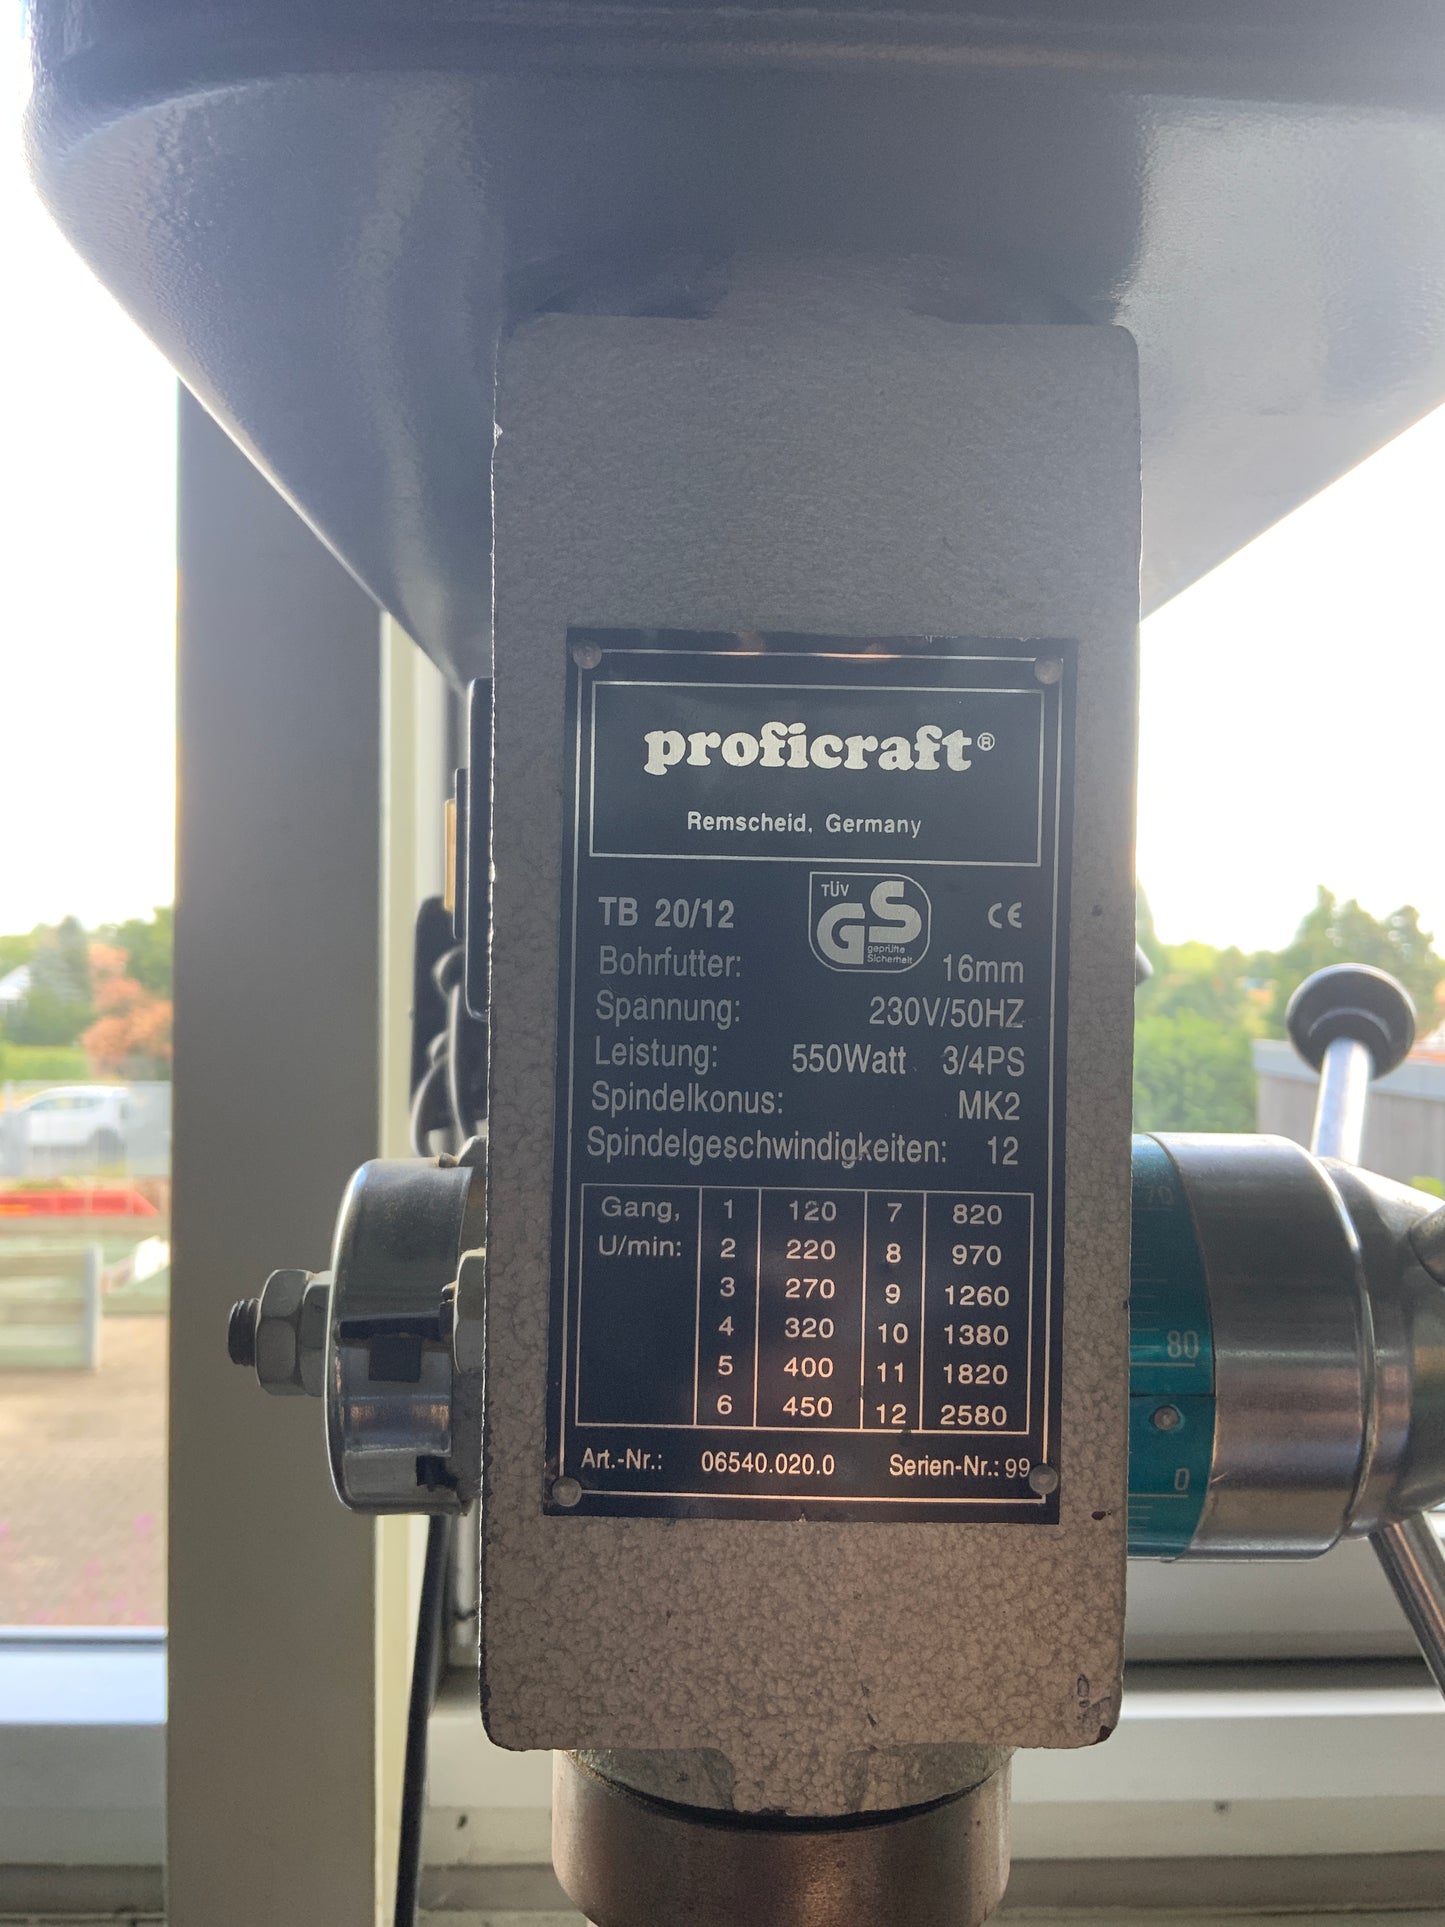 proficraft®
Remscheid, Germany
TÜV
GS
geprüfte
Sicherheit
CE
TB 20/12
Bohrfutter: 16mm
Spannung: 230V/50HZ
Leistung: 550Watt 3/4PS
Spindelkonus: MK2
Spindelgeschwindigkeiten: 12
Gang, 1 120 7 820
U/min: 2 220 8 970
3 270 9 1260
4 320 10 1380
5 400 11 1820
6 450 12 2580
Art.-Nr.: 06540.020.0 Serien-Nr.: 99
80
0